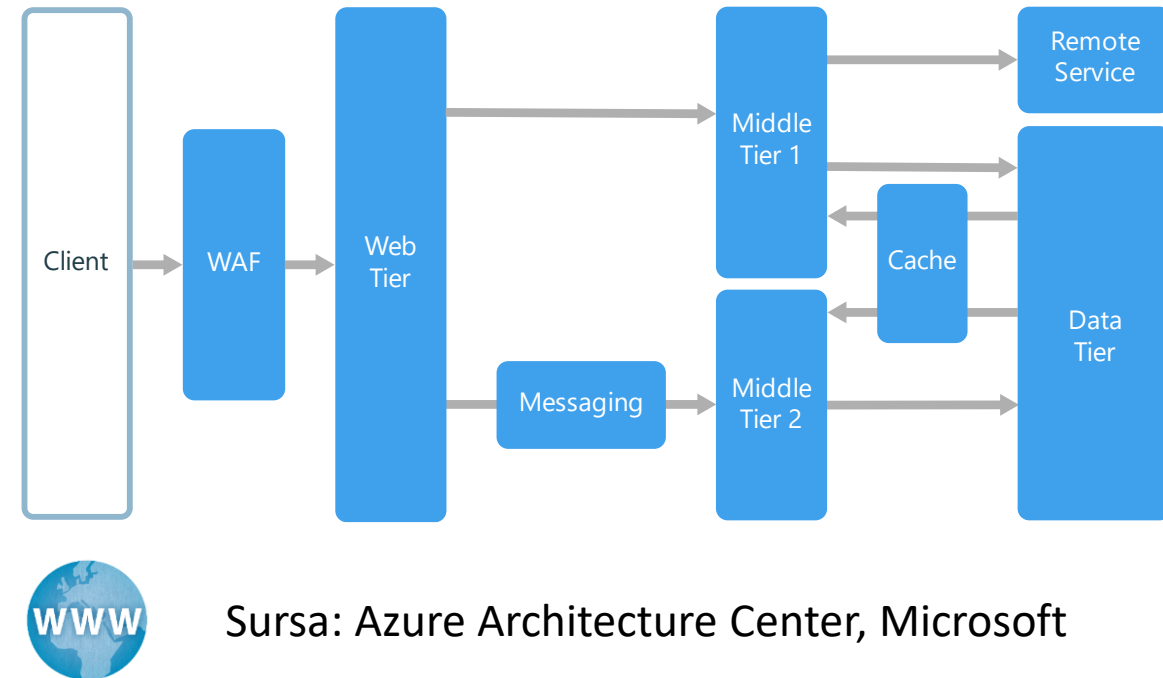 Client
WAF
Web
Tier
Messaging
Middle
Tier 1
Middle
Tier 2
Cache
Remote
Service
Data
Tier
www
Sursa: Azure Architecture Center, Microsoft